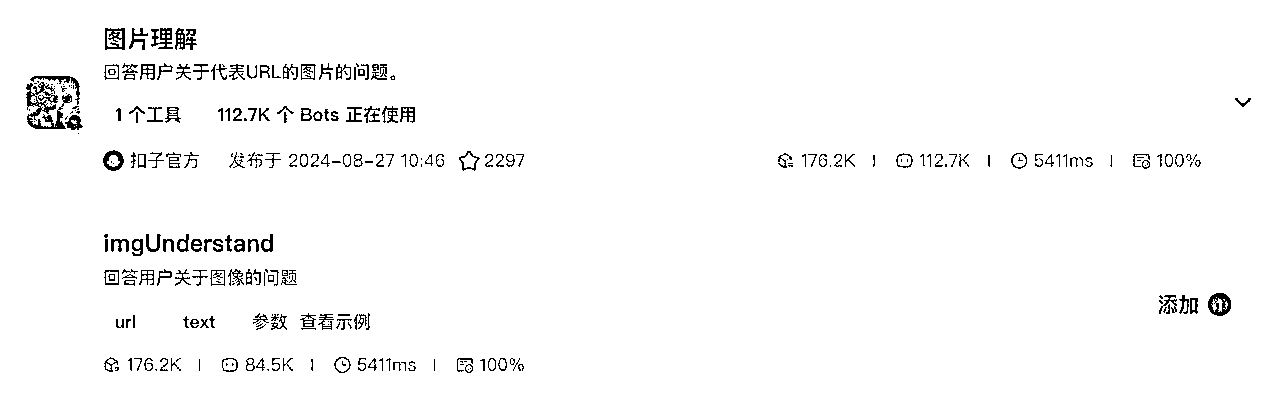 图片理解
回答用户关于代表URL的图片的问题。
1 个工具 112.7K 个 Bots 正在使用
扣子官方 发布于 2024-08-27 10:46 2297 176.2K | 112.7K | 5411ms | 100%
imgUnderstand
回答用户关于图像的问题
添加 1
url text 参数 查看示例
176.2K | 84.5K | 5411ms | 100%